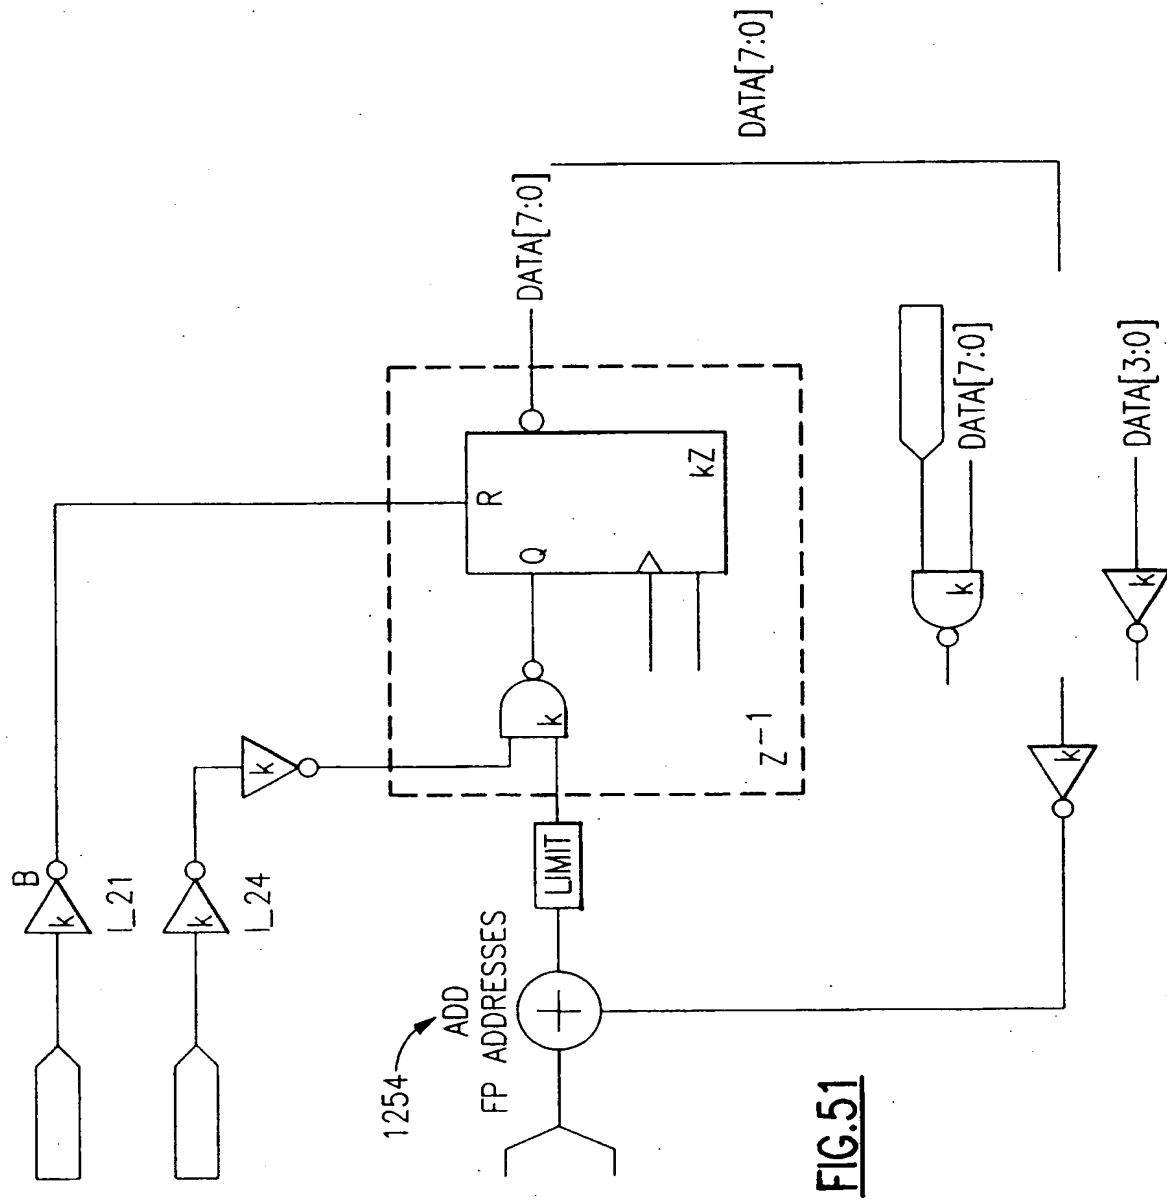 B
k
I_21
k
I_24
k
DATA[7:0]
DATA[7:0]
R
Q
kZ
k
Z-1
LIMIT
1254
ADD
FP ADDRESSES
+
k
DATA[7:0]
k
DATA[3:0]
k
FIG.51